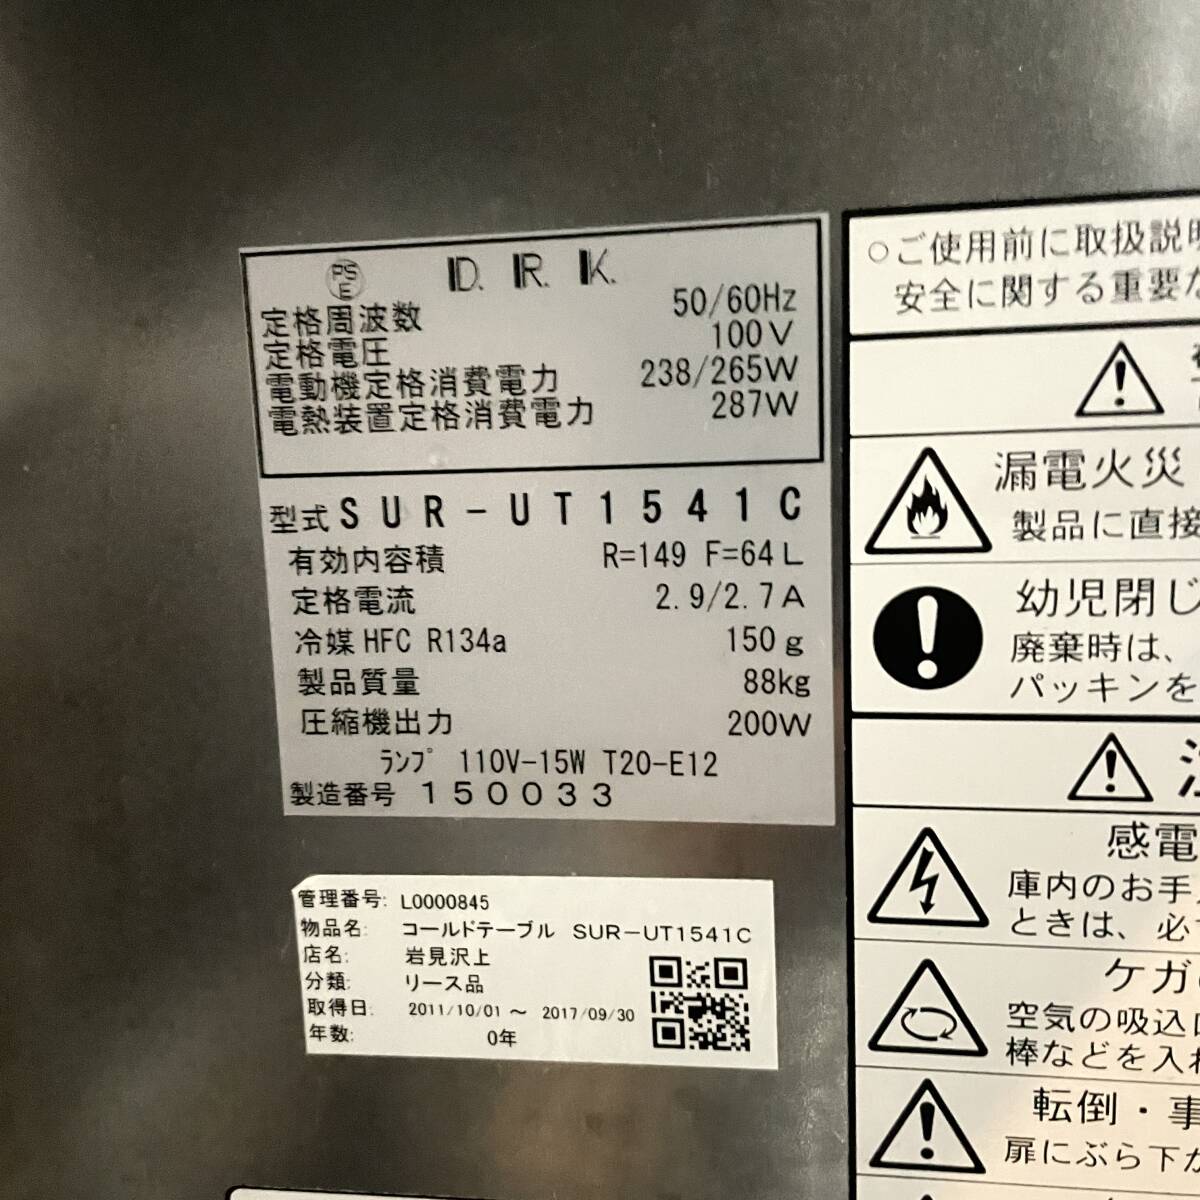 PS
E
D.R.K.
定格周波数 50/60Hz
定格電圧 100V
電動機定格消費電力 238/265W
電熱装置定格消費電力 287W
型式 SUR-UT1541C
有効内容積 R=149 F=64L
定格電流 2.9/2.7A
冷媒 HFC R134a 150g
製品質量 88kg
圧縮機出力 200W
ﾗﾝﾌﾟ 110V-15W T20-E12
製造番号 150033
管理番号: L0000845
物品名: コールドテーブル SUR-UT1541C
店名: 岩見沢上
分類: リース品
取得日: 2011/10/01 ～ 2017/09/30
年数: 0年
○ご使用前に取扱説明
安全に関する重要な
漏電火災
製品に直接
幼児閉じ
廃棄時は、
パッキンを
感電
庫内のお手
ときは、必
ケガ
空気の吸込
棒などを入れ
転倒・事
扉にぶら下が